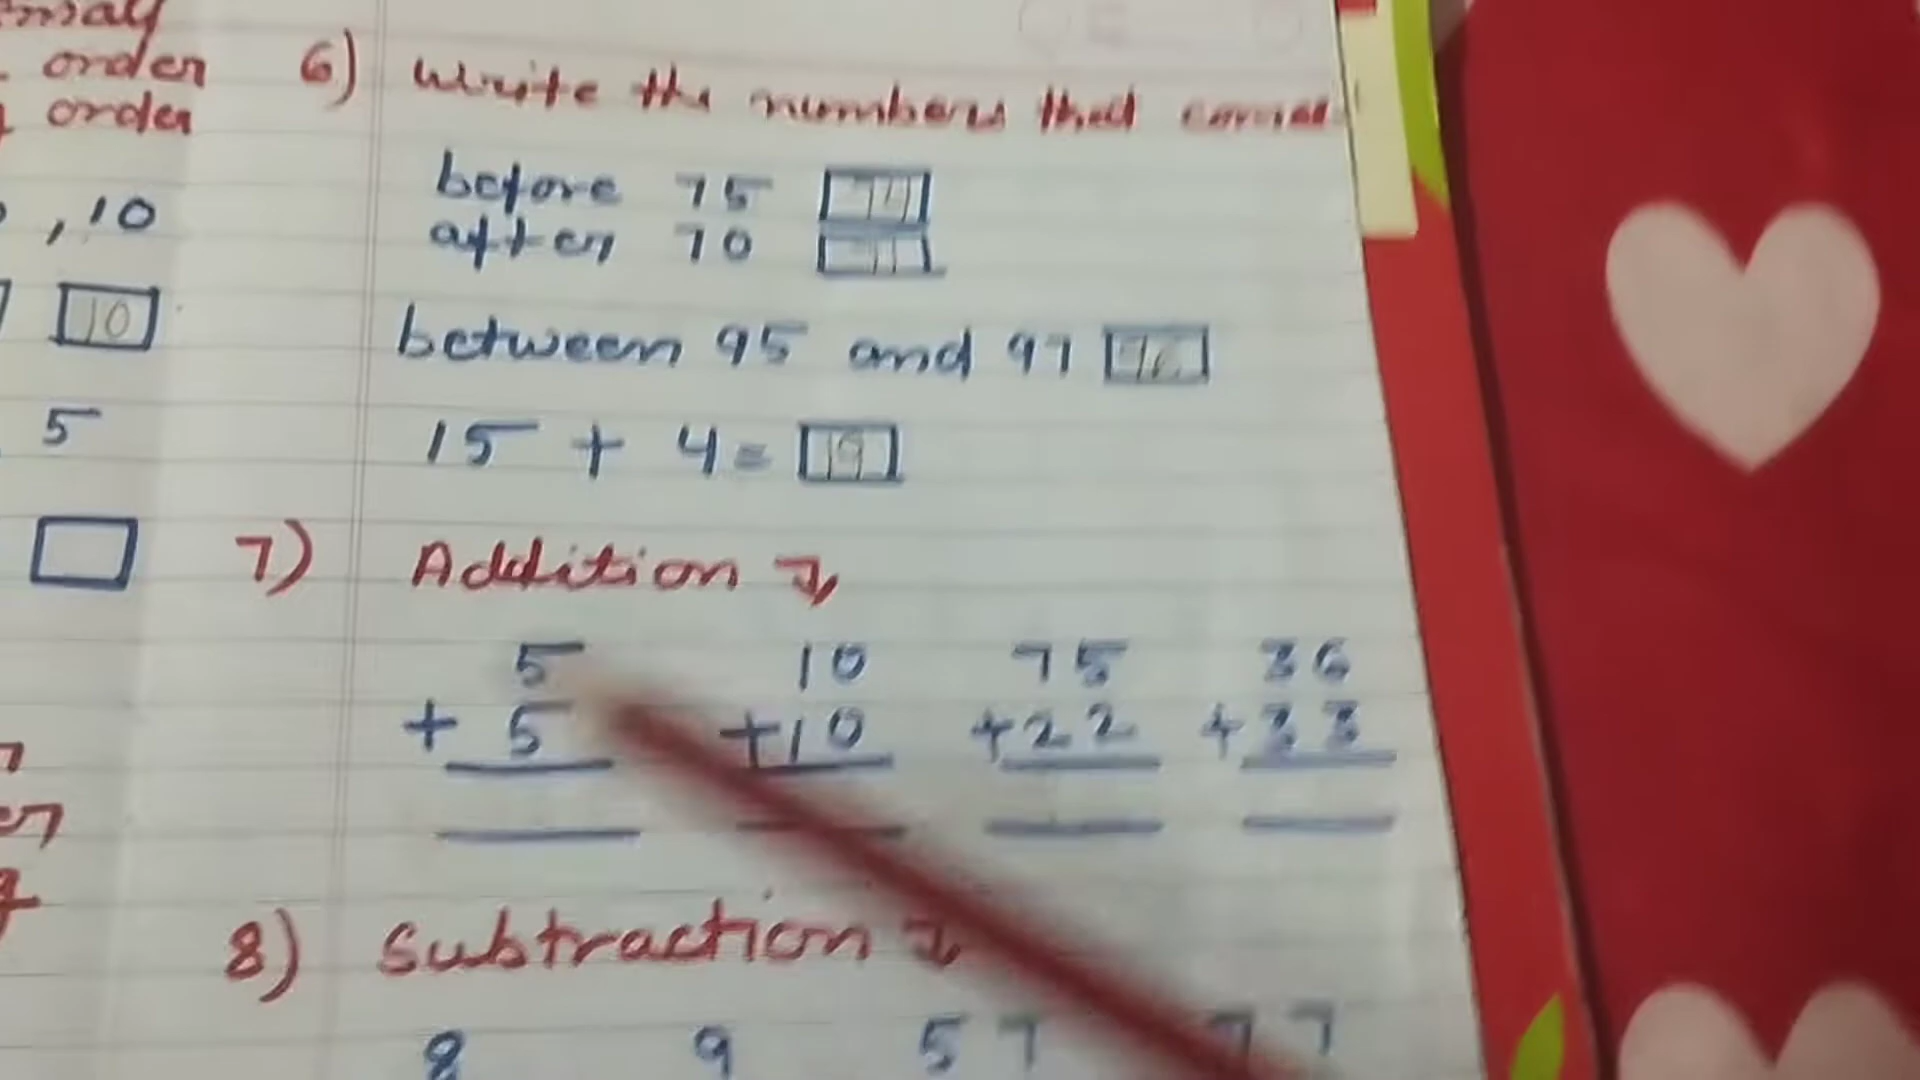 order
order
, 10
10
5
6) Write the numbers that comes
before 75 74
after 70 71
between 95 and 97 96
15 + 4 = 19
7) Addition
5 10 75 36
+ 5 +10 +22 +33
8) Subtraction
8 9 57 77